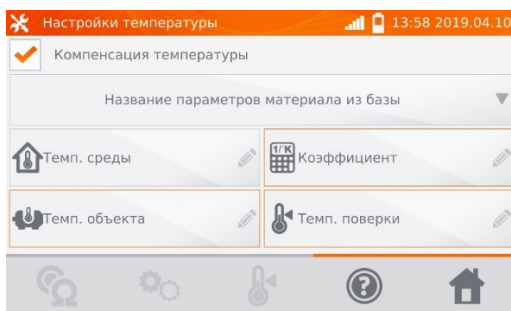 Настройки температуры 13:58 2019.04.10
Компенсация температуры
Название параметров материала из базы
Темп. среды 1/°K Коэффициент
Темп. объекта Темп. поверки